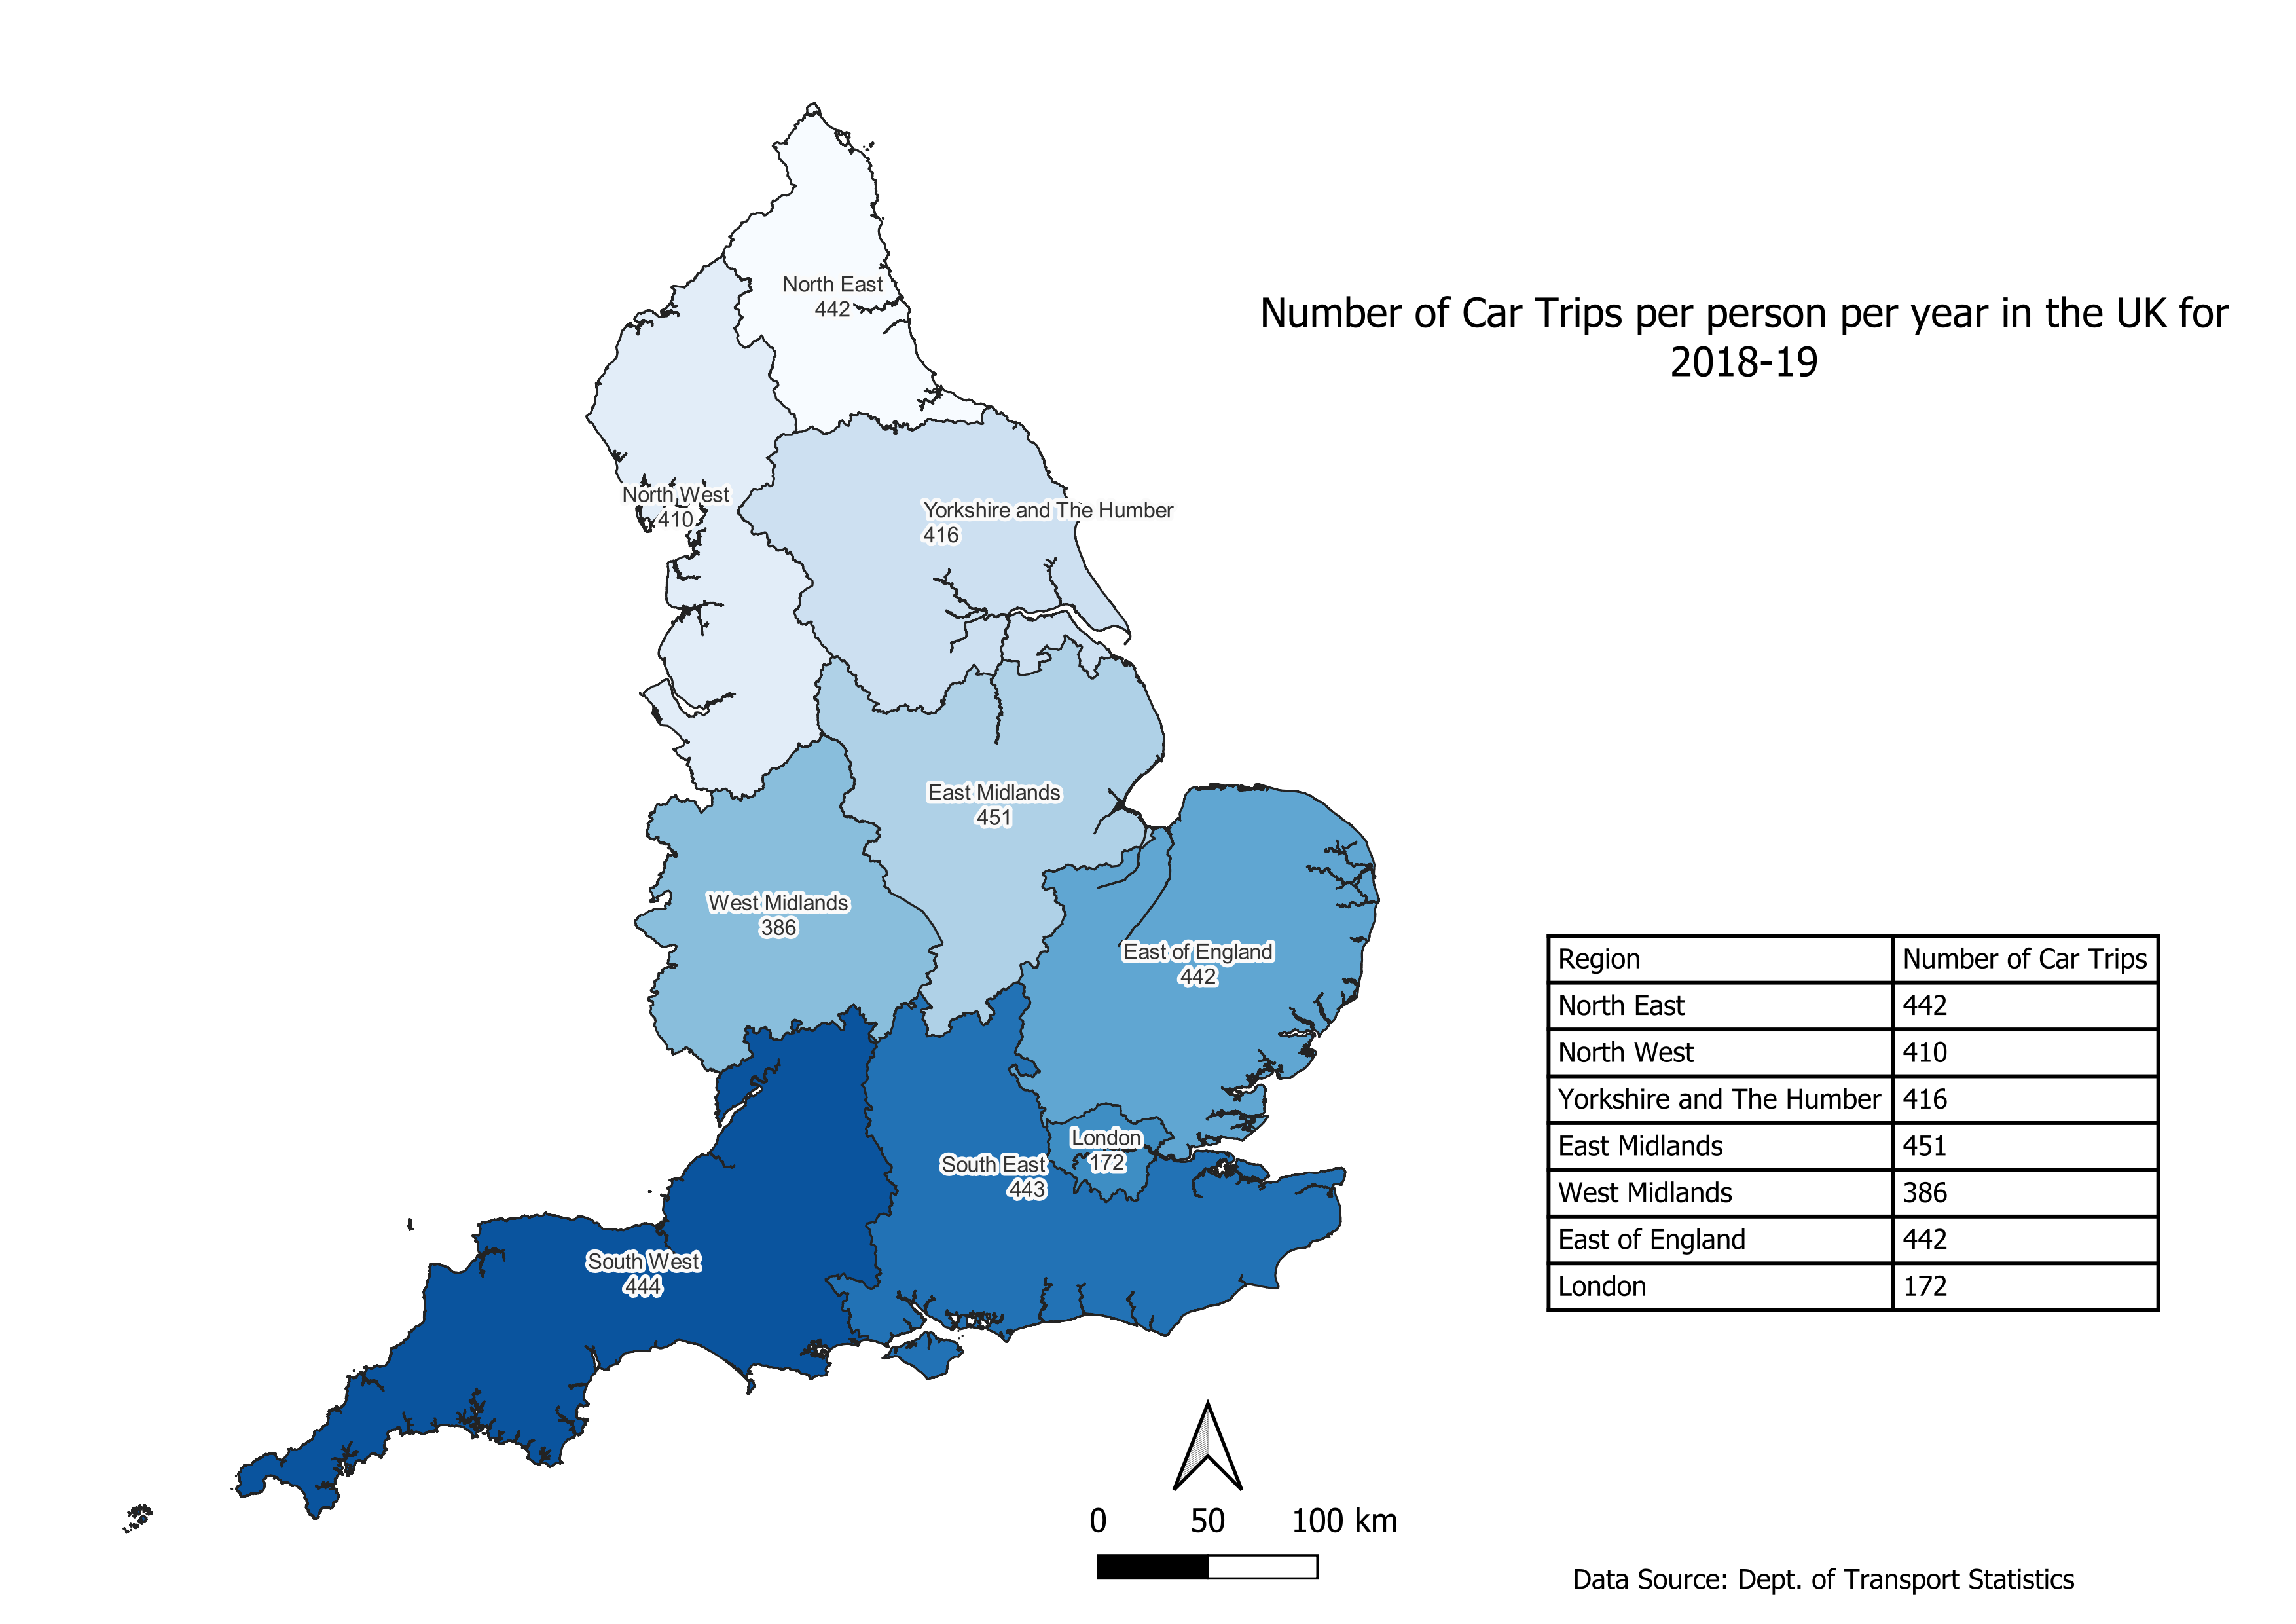 Number of Car Trips per person per year in the UK for
2018-19
North East
442
North West
410
Yorkshire and The Humber
416
East Midlands
451
West Midlands
386
East of England
442
London
172
South East
443
South West
444
Region Number of Car Trips
North East 442
North West 410
Yorkshire and The Humber 416
East Midlands 451
West Midlands 386
East of England 442
London 172
0 50 100 km
Data Source: Dept. of Transport Statistics